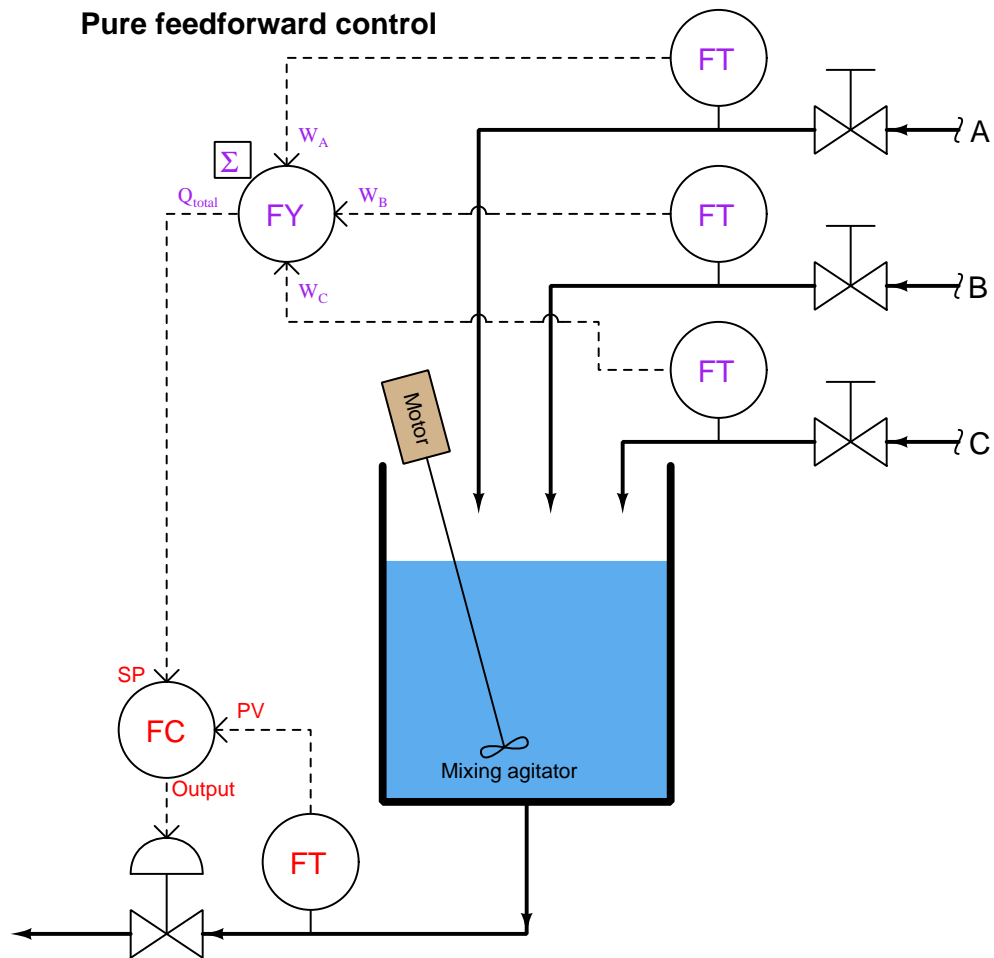 Pure feedforward control
FT
A
W_A
Σ
Q_total
FY
W_B
FT
B
W_C
FT
C
Motor
SP
PV
FC
Mixing agitator
Output
FT